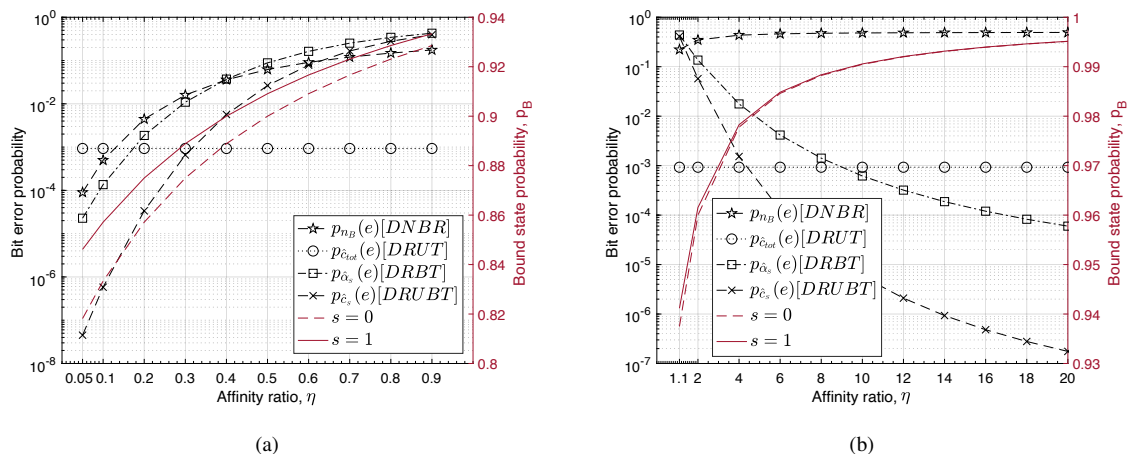 10^0
10^-2
10^-4
10^-6
10^-8
Bit error probability
0.05 0.1 0.2 0.3 0.4 0.5 0.6 0.7 0.8 0.9
Affinity ratio, η
0.94
0.92
0.9
0.88
0.86
0.84
0.82
0.8
Bound state probability, p_B
p_{n_B}(e)[DNBR]
p_{ĉ_{tot}}(e)[DRUT]
p_{α̂_s}(e)[DRBT]
p_{ĉ_s}(e)[DRUBT]
s = 0
s = 1
(a)
10^0
10^-1
10^-2
10^-3
10^-4
10^-5
10^-6
10^-7
Bit error probability
1.1 2 4 6 8 10 12 14 16 18 20
Affinity ratio, η
1
0.99
0.98
0.97
0.96
0.95
0.94
0.93
Bound state probability, p_B
p_{n_B}(e)[DNBR]
p_{ĉ_{tot}}(e)[DRUT]
p_{α̂_s}(e)[DRBT]
p_{ĉ_s}(e)[DRUBT]
s = 0
s = 1
(b)